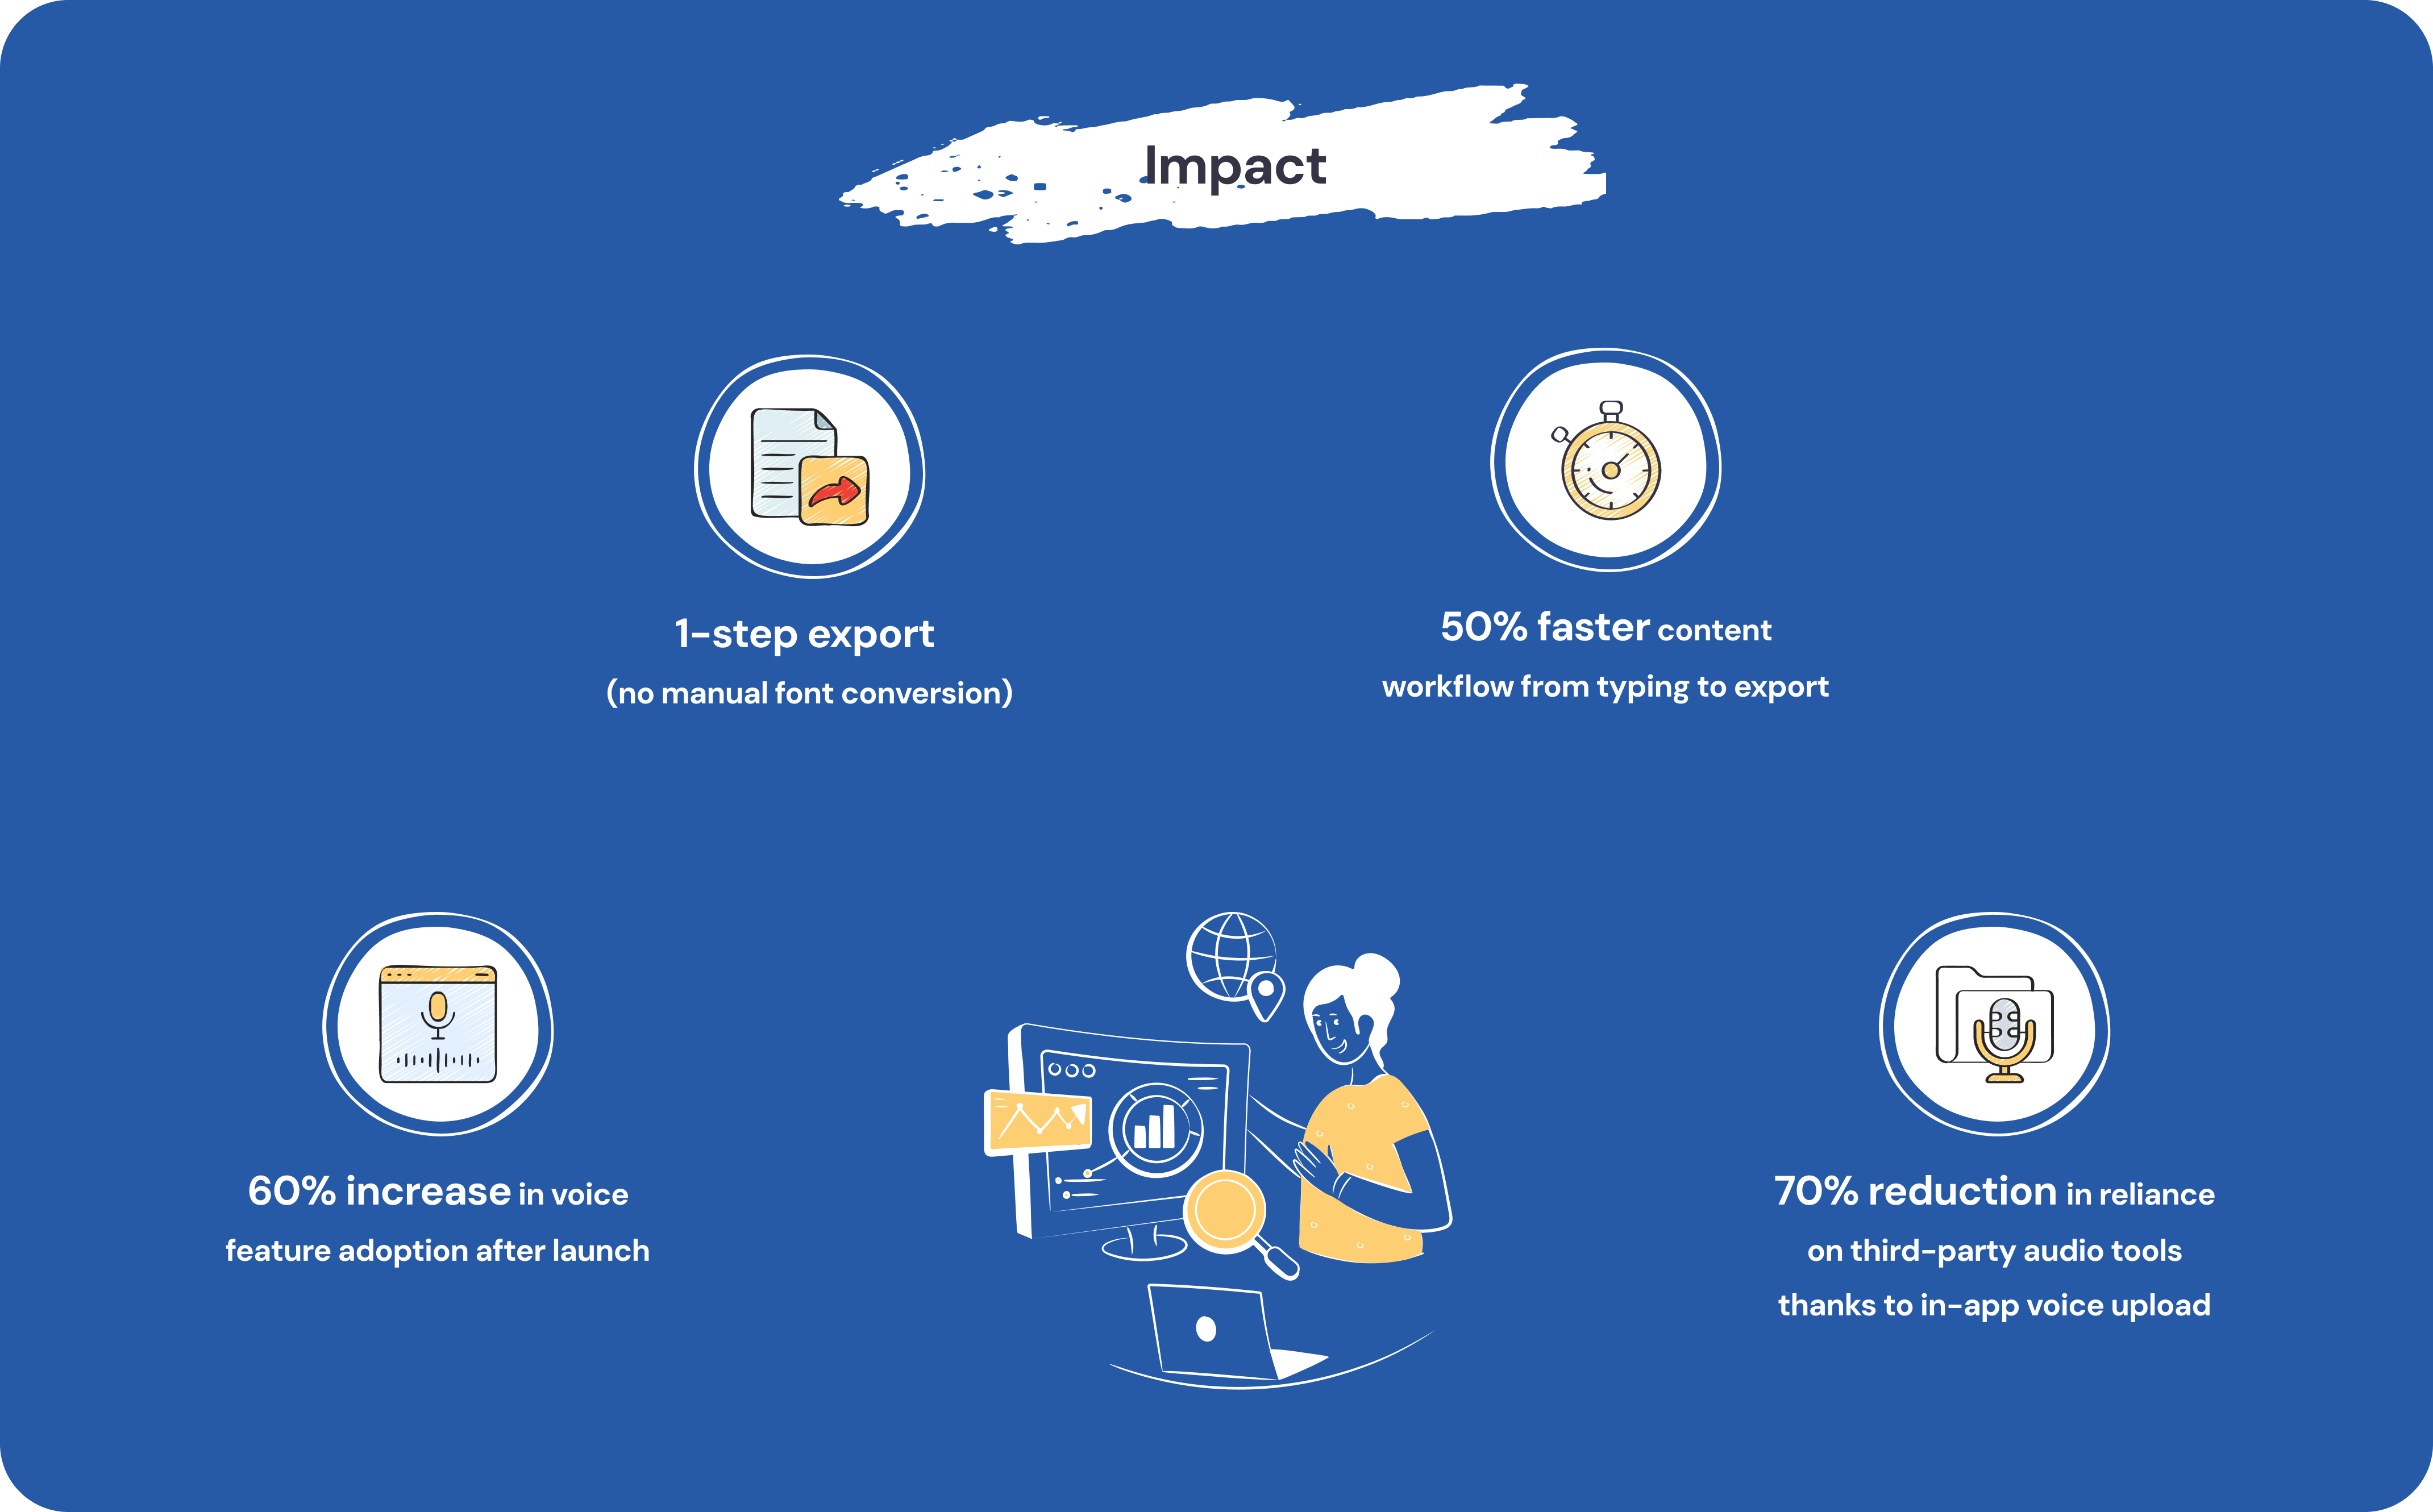 Impact
1-step export
(no manual font conversion)
50% faster content
workflow from typing to export
60% increase in voice
feature adoption after launch
70% reduction in reliance
on third-party audio tools
thanks to in-app voice upload